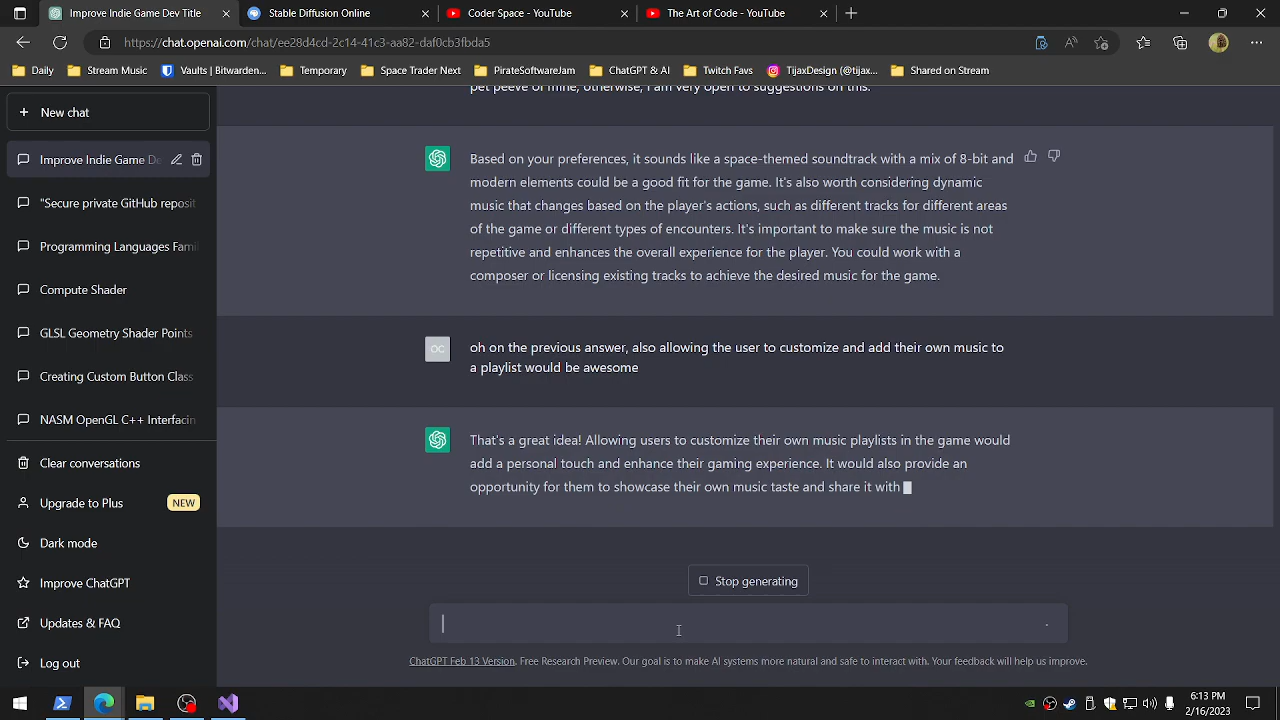 Improve Indie Game Dev Title
Stable Diffusion Online
Coder Space - YouTube
The Art of Code - YouTube
https://chat.openai.com/chat/ee28d4cd-2c14-41c3-aa82-daf0cb3fbda5
Daily
Stream Music
Vaults | Bitwarden...
Temporary
Space Trader Next
PirateSoftwareJam
ChatGPT & AI
Twitch Favs
TijaxDesign (@tijax...
Shared on Stream
New chat
Improve Indie Game De
"Secure private GitHub reposit
Programming Languages Fami
Compute Shader
GLSL Geometry Shader Points
Creating Custom Button Class
NASM OpenGL C++ Interfacin
Clear conversations
Upgrade to Plus
NEW
Dark mode
Improve ChatGPT
Updates & FAQ
Log out
pet peeve of mine, otherwise, I am very open to suggestions on this.
Based on your preferences, it sounds like a space-themed soundtrack with a mix of 8-bit and
modern elements could be a good fit for the game. It's also worth considering dynamic
music that changes based on the player's actions, such as different tracks for different areas
of the game or different types of encounters. It's important to make sure the music is not
repetitive and enhances the overall experience for the player. You could work with a
composer or licensing existing tracks to achieve the desired music for the game.
OC
oh on the previous answer, also allowing the user to customize and add their own music to
a playlist would be awesome
That's a great idea! Allowing users to customize their own music playlists in the game would
add a personal touch and enhance their gaming experience. It would also provide an
opportunity for them to showcase their own music taste and share it with
Stop generating
ChatGPT Feb 13 Version. Free Research Preview. Our goal is to make AI systems more natural and safe to interact with. Your feedback will help us improve.
6:13 PM
2/16/2023